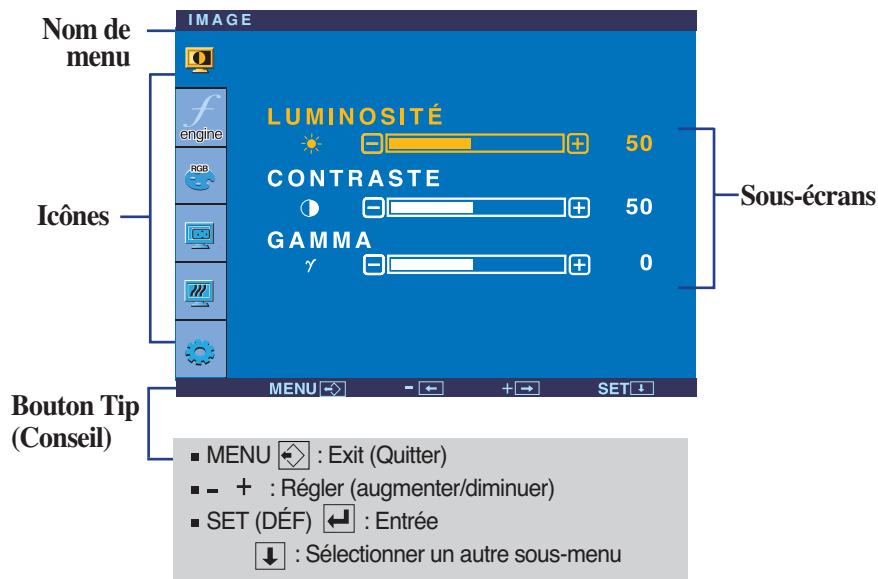 IMAGE
Nom de
menu
f
engine
LUMINOSITÉ
50
RGB
CONTRASTE
50
Sous-écrans
Icônes
GAMMA
γ 0
MENU - + SET
Bouton Tip
(Conseil)
MENU : Exit (Quitter)
- + : Régler (augmenter/diminuer)
SET (DÉF) : Entrée
: Sélectionner un autre sous-menu